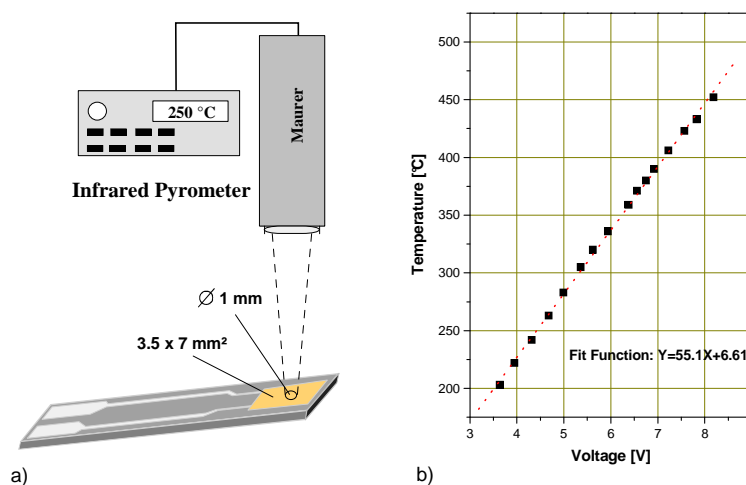 250 °C
Maurer
Infrared Pyrometer
∅ 1 mm
3.5 x 7 mm²
a)
500
450
400
350
300
250
200
Temperature [°C]
Fit Function: Y=55.1X+6.61
3 4 5 6 7 8
Voltage [V]
b)